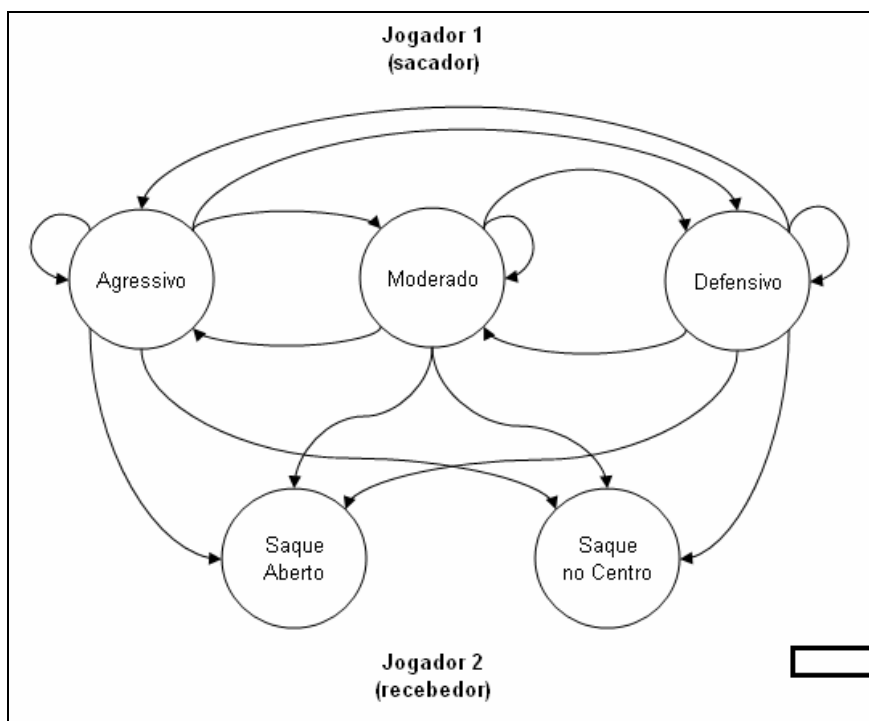 Jogador 1
(sacador)
Agressivo
Moderado
Defensivo
Saque
Aberto
Saque
no Centro
Jogador 2
(recebedor)